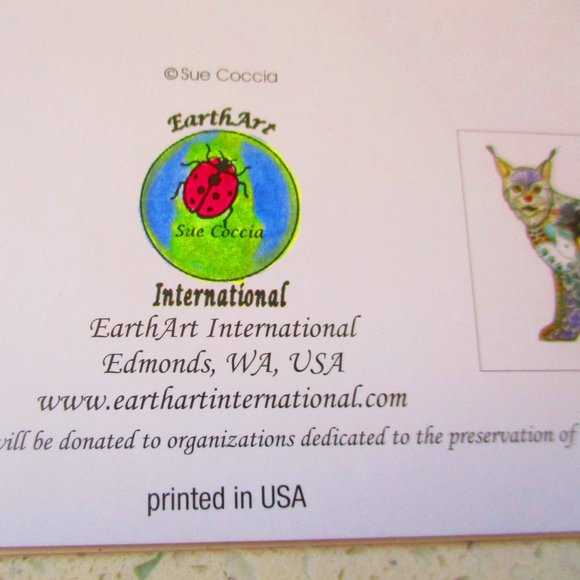 ©Sue Coccia
EarthArt
Sue Coccia
International
EarthArt International
Edmonds, WA, USA
www.earthartinternational.com
will be donated to organizations dedicated to the preservation of
printed in USA